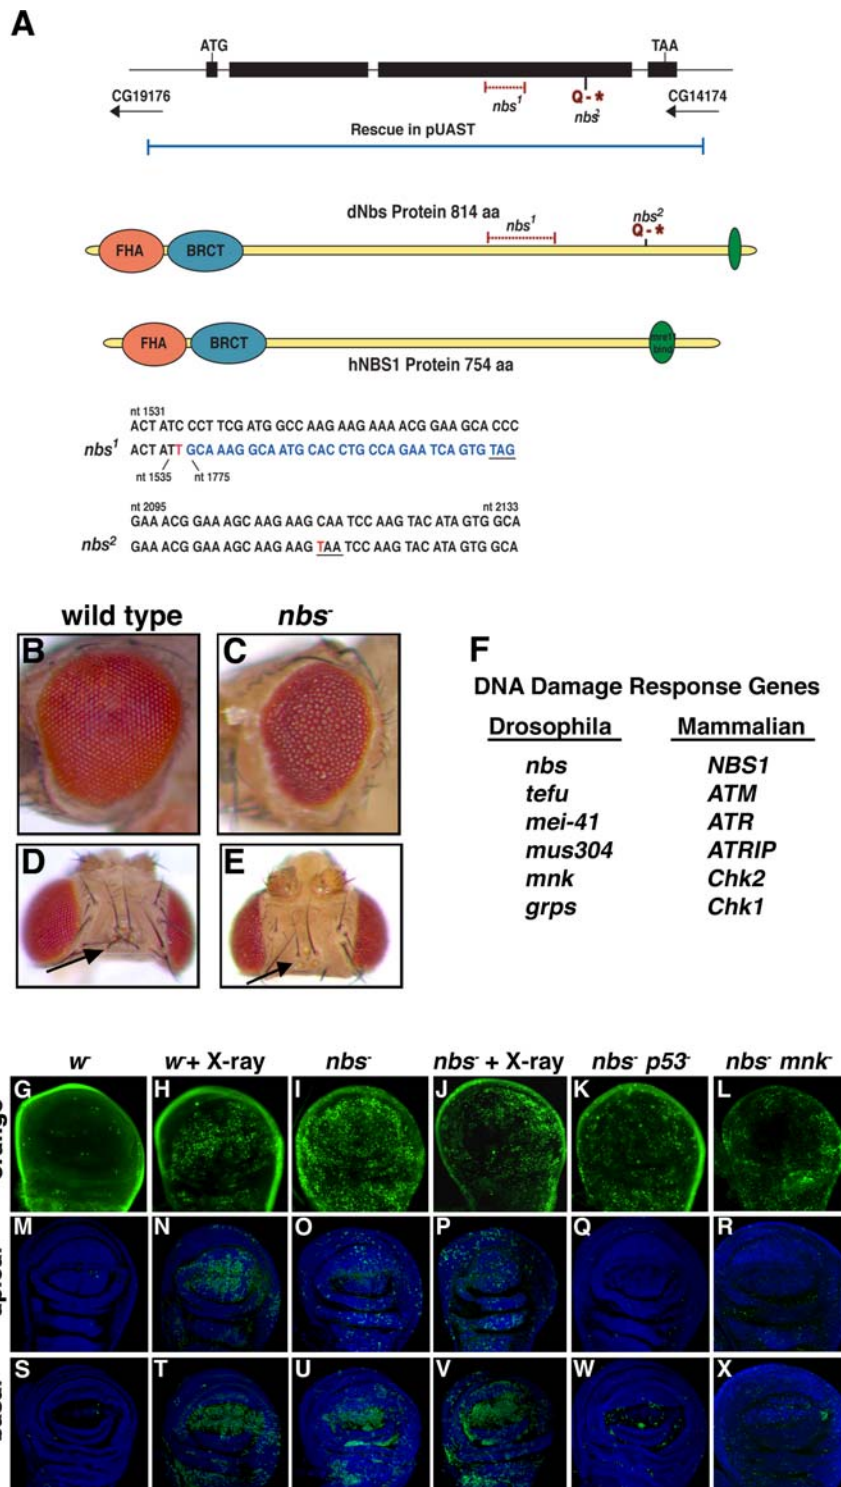 A
ATG TAA
CG19176 nbs1 Q - * CG14174
nbs2
Rescue in pUAST
dNbs Protein 814 aa
nbs1 nbs2
Q - *
FHA BRCT
FHA BRCT mre11
bind
hNBS1 Protein 754 aa
nt 1531
ACT ATC CCT TCG ATG GCC AAG AAG AAA ACG GAA GCA CCC
nbs1 ACT ATT GCA AAG GCA ATG CAC CTG CCA GAA TCA GTG TAG
nt 1535 nt 1775
nt 2095 nt 2133
GAA ACG GAA AGC AAG AAG CAA TCC AAG TAC ATA GTG GCA
nbs2 GAA ACG GAA AGC AAG AAG TAA TCC AAG TAC ATA GTG GCA
wild type nbs-
B C
D E
F
DNA Damage Response Genes
Drosophila Mammalian
nbs NBS1
tefu ATM
mei-41 ATR
mus304 ATRIP
mnk Chk2
grps Chk1
w- w-+ X-ray nbs- nbs- + X-ray nbs- p53- nbs- mnk-
G H I J K L
M N O P Q R
S T U V W X